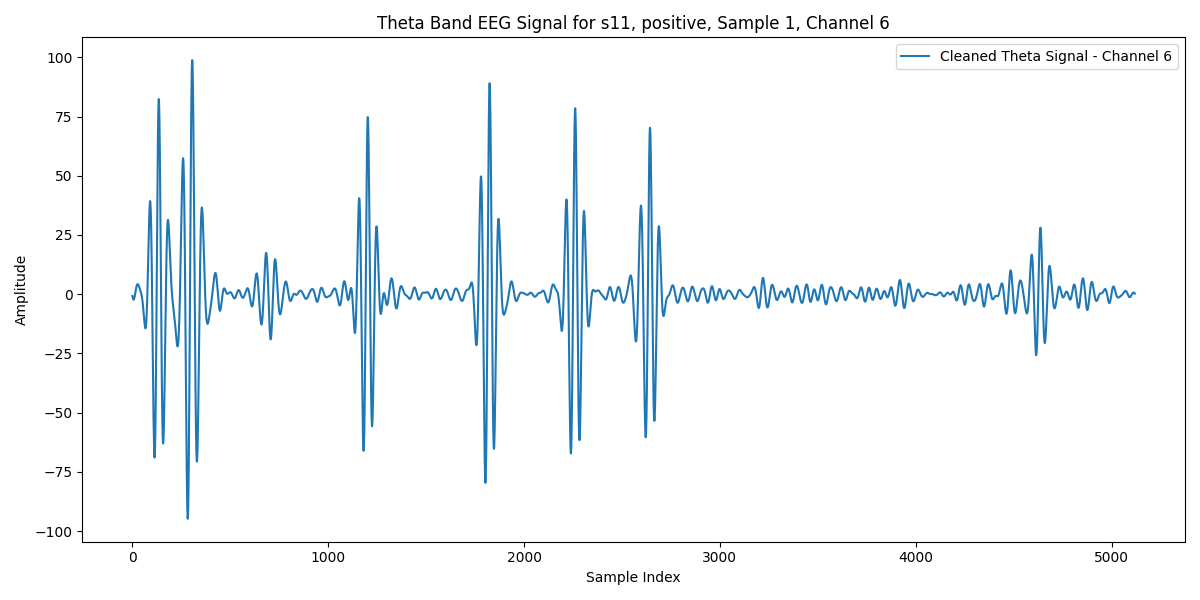 Theta Band EEG Signal for s11, positive, Sample 1, Channel 6
Cleaned Theta Signal - Channel 6
Amplitude
100
75
50
25
0
−25
−50
−75
−100
0 1000 2000 3000 4000 5000
Sample Index